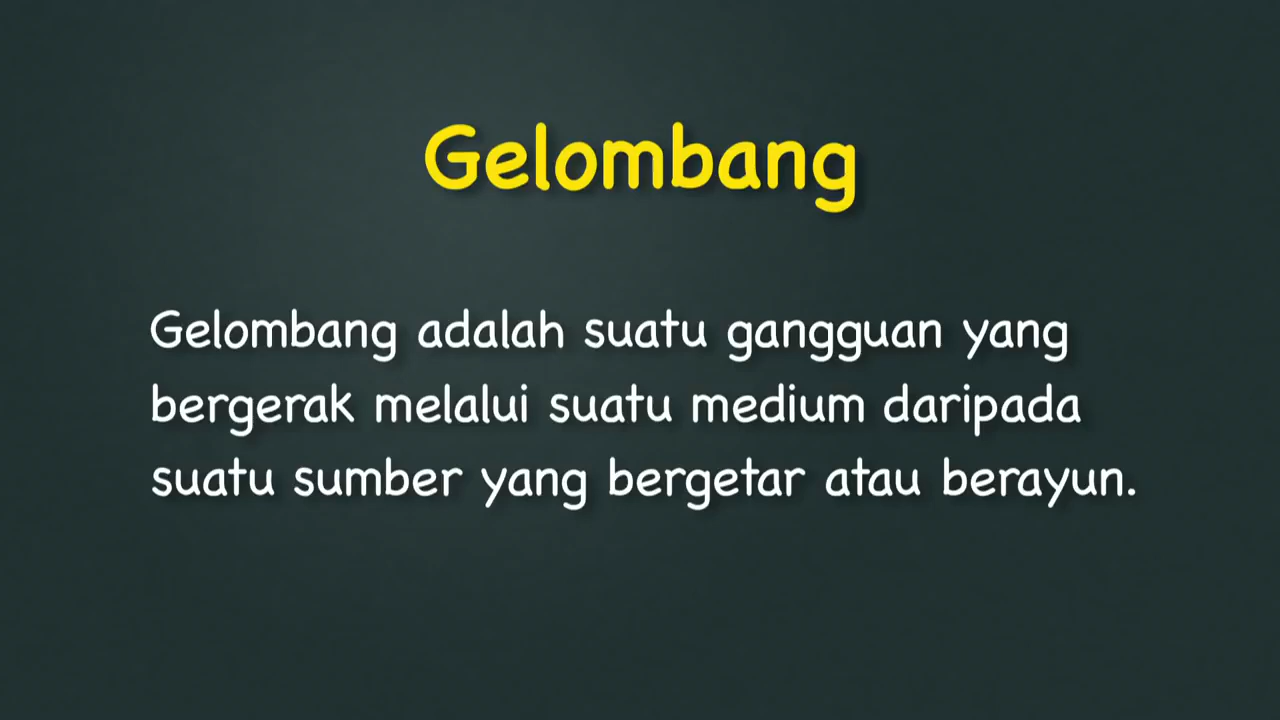 Gelombang
Gelombang adalah suatu gangguan yang
bergerak melalui suatu medium daripada
suatu sumber yang bergetar atau berayun.